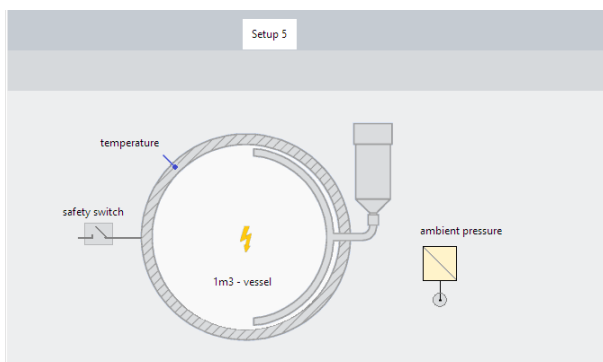 Setup 5
temperature
safety switch
ambient pressure
1m3 - vessel